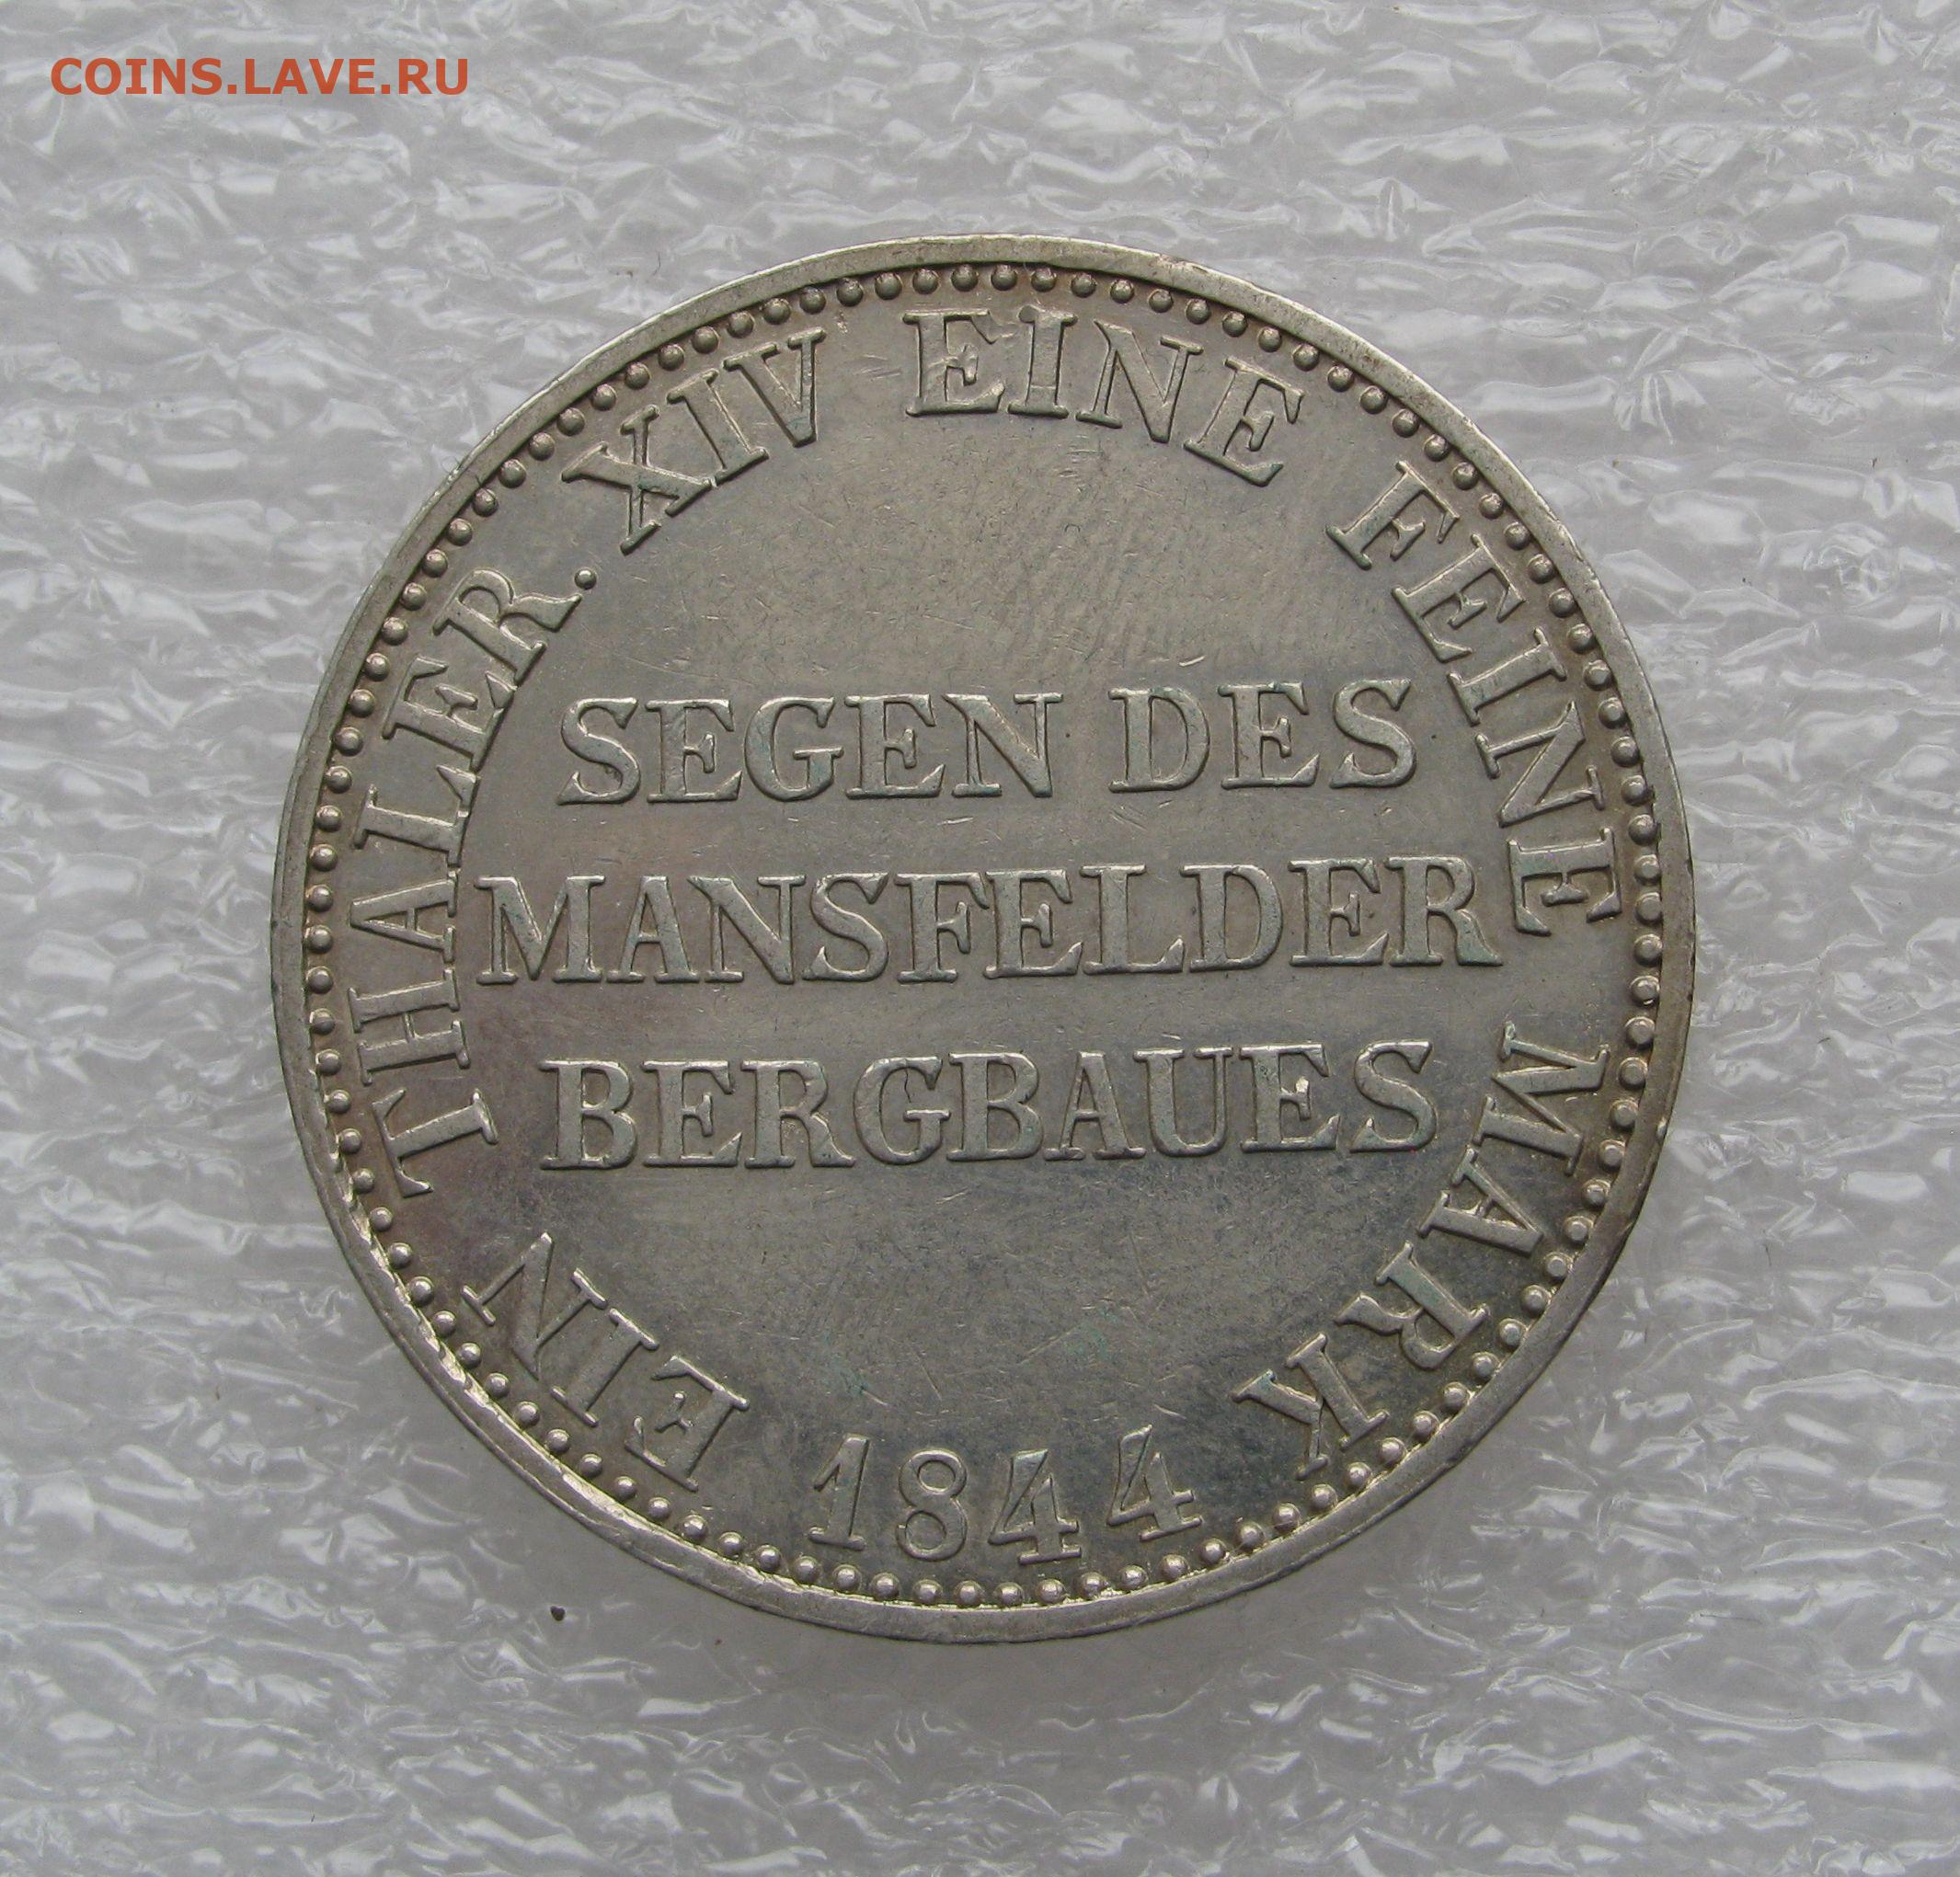 COINS.LAVE.RU
EIN THALER. XIV EINE FEINE MARK
SEGEN DES
MANSFELDER
BERGBAUES
1844